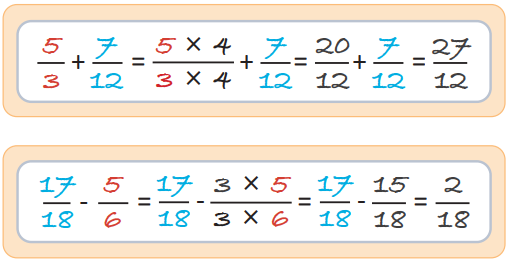 5/3 + 7/12 = 5 × 4/3 × 4 + 7/12 = 20/12 + 7/12 = 27/12
17/18 - 5/6 = 17/18 - 3 × 5/3 × 6 = 17/18 - 15/18 = 2/18